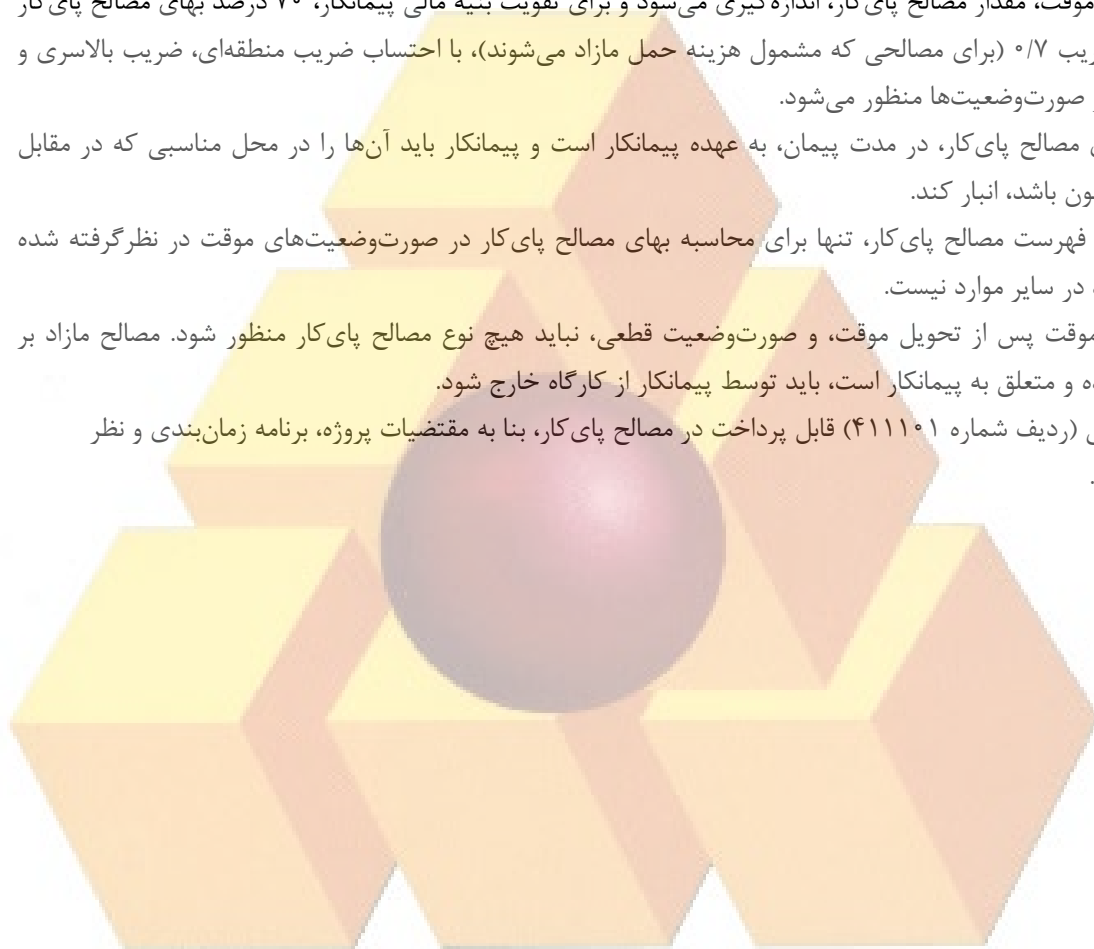 موقت، مقدار مصالح پای‌کار، اندازه‌گیری می‌شود و برای تقویت بنیه مالی پیمانکار، ۷۰ درصد بهای مصالح پای‌کار
ریب ۰/۷ (برای مصالحی که مشمول هزینه حمل مازاد می‌شوند)، با احتساب ضریب منطقه‌ای، ضریب بالاسری و
صورت‌وضعیت‌ها منظور می‌شود.
مصالح پای‌کار، در مدت پیمان، به عهده پیمانکار است و پیمانکار باید آن‌ها را در محل مناسبی که در مقابل
ون باشد، انبار کند.
فهرست مصالح پای‌کار، تنها برای محاسبه بهای مصالح پای‌کار در صورت‌وضعیت‌های موقت در نظرگرفته شده
در سایر موارد نیست.
موقت پس از تحویل موقت، و صورت‌وضعیت قطعی، نباید هیچ نوع مصالح پای‌کار منظور شود. مصالح مازاد بر
ه و متعلق به پیمانکار است، باید توسط پیمانکار از کارگاه خارج شود.
ی (ردیف شماره ۴۱۱۱۰۱) قابل پرداخت در مصالح پای‌کار، بنا به مقتضیات پروژه، برنامه زمان‌بندی و نظر
.